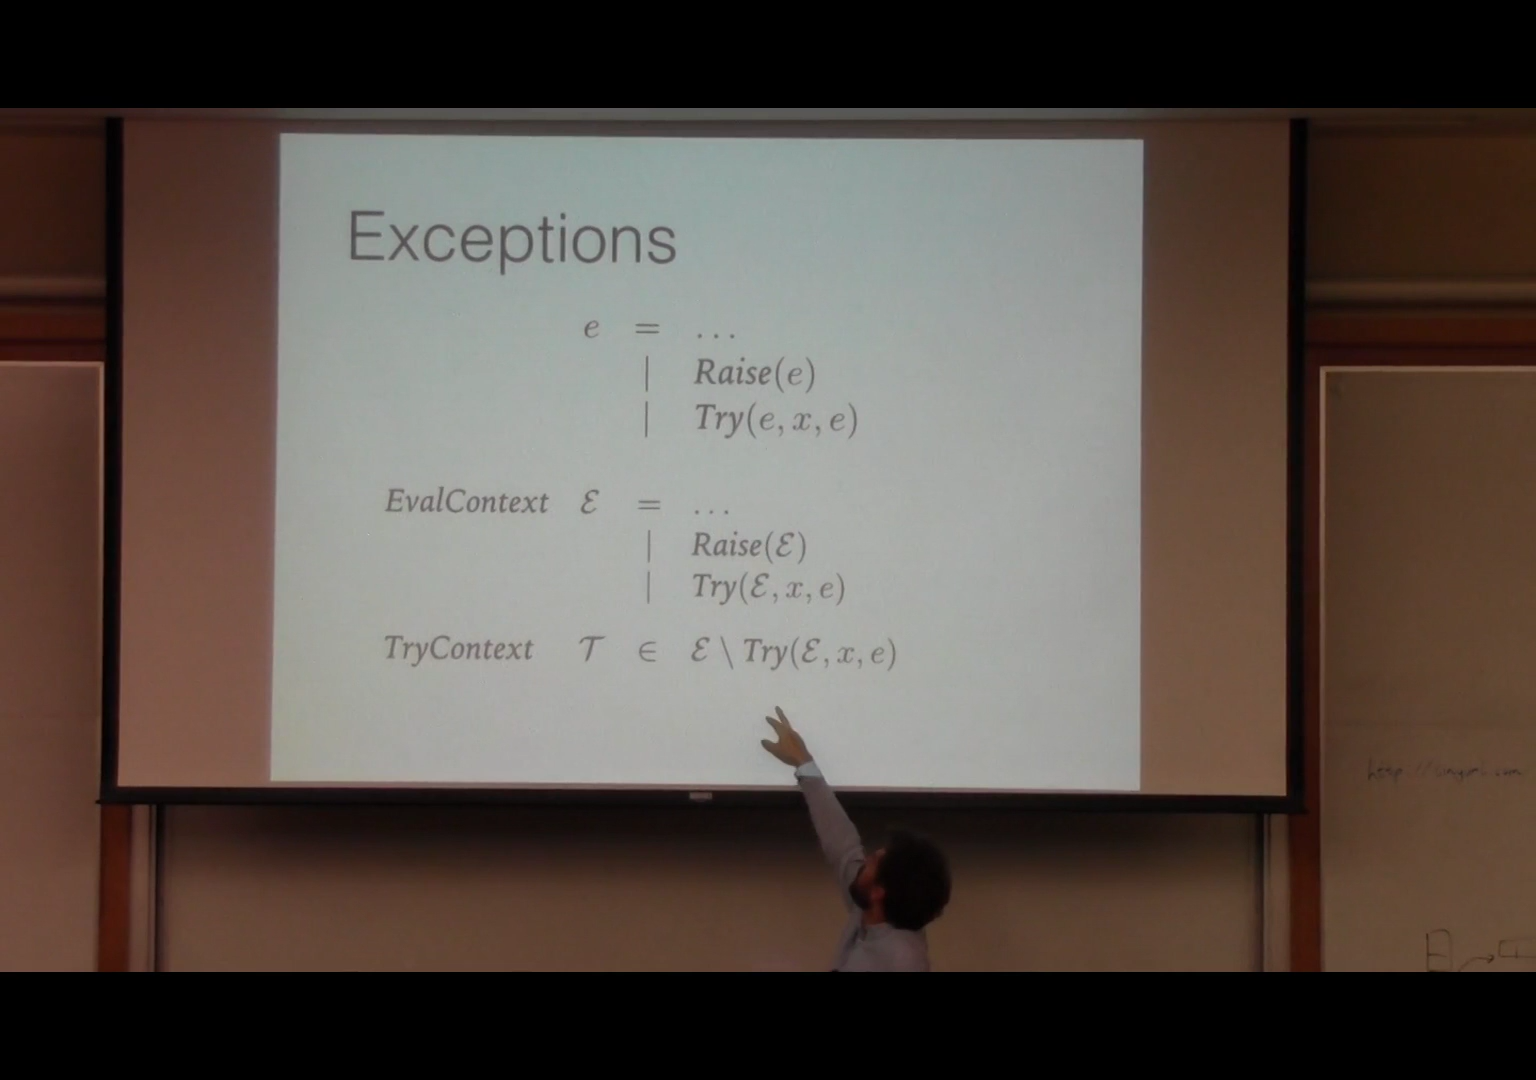 Exceptions
e = ...
| Raise(e)
| Try(e, x, e)
EvalContext ℰ = ...
| Raise(ℰ)
| Try(ℰ, x, e)
TryContext 𝒯 ∈ ℰ \ Try(ℰ, x, e)